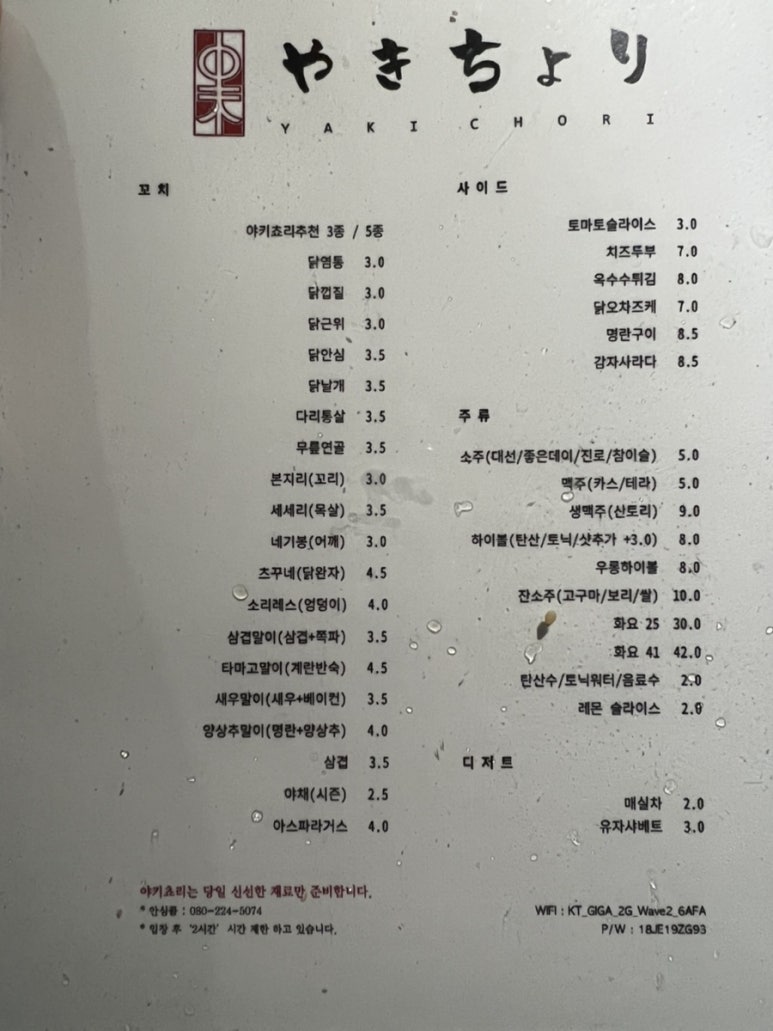 やきちょり
YAKI CHORI
꼬치
야키쵸리추천 3종 / 5종
닭염통 3.0
닭껍질 3.0
닭근위 3.0
닭안심 3.5
닭날개 3.5
다리통살 3.5
무릎연골 3.5
본지리(꼬리) 3.0
세세리(목살) 3.5
네기봉(어깨) 3.0
츠꾸네(닭완자) 4.5
소리레스(엉덩이) 4.0
삼겹말이(삼겹+쪽파) 3.5
타마고말이(계란반숙) 4.5
새우말이(새우+베이컨) 3.5
양상추말이(명란+양상추) 4.0
삼겹 3.5
야채(시즌) 2.5
아스파라거스 4.0
사이드
토마토슬라이스 3.0
치즈두부 7.0
옥수수튀김 8.0
닭오차즈케 7.0
명란구이 8.5
감자사라다 8.5
주류
소주(대선/좋은데이/진로/참이슬) 5.0
맥주(카스/테라) 5.0
생맥주(산토리) 9.0
하이볼(탄산/토닉/샷추가 +3.0) 8.0
우롱하이볼 8.0
잔소주(고구마/보리/쌀) 10.0
화요 25 30.0
화요 41 42.0
탄산수/토닉워터/음료수 2.0
레몬 슬라이스 2.0
디저트
매실차 2.0
유자샤베트 3.0
야키쵸리는 당일 신선한 재료만 준비합니다.
* 안심콜 : 080-224-5074
* 입장 후 '2시간' 시간 제한 하고 있습니다.
WIFI : KT_GIGA_2G_Wave2_6AFA
P/W : 18JE19ZG93